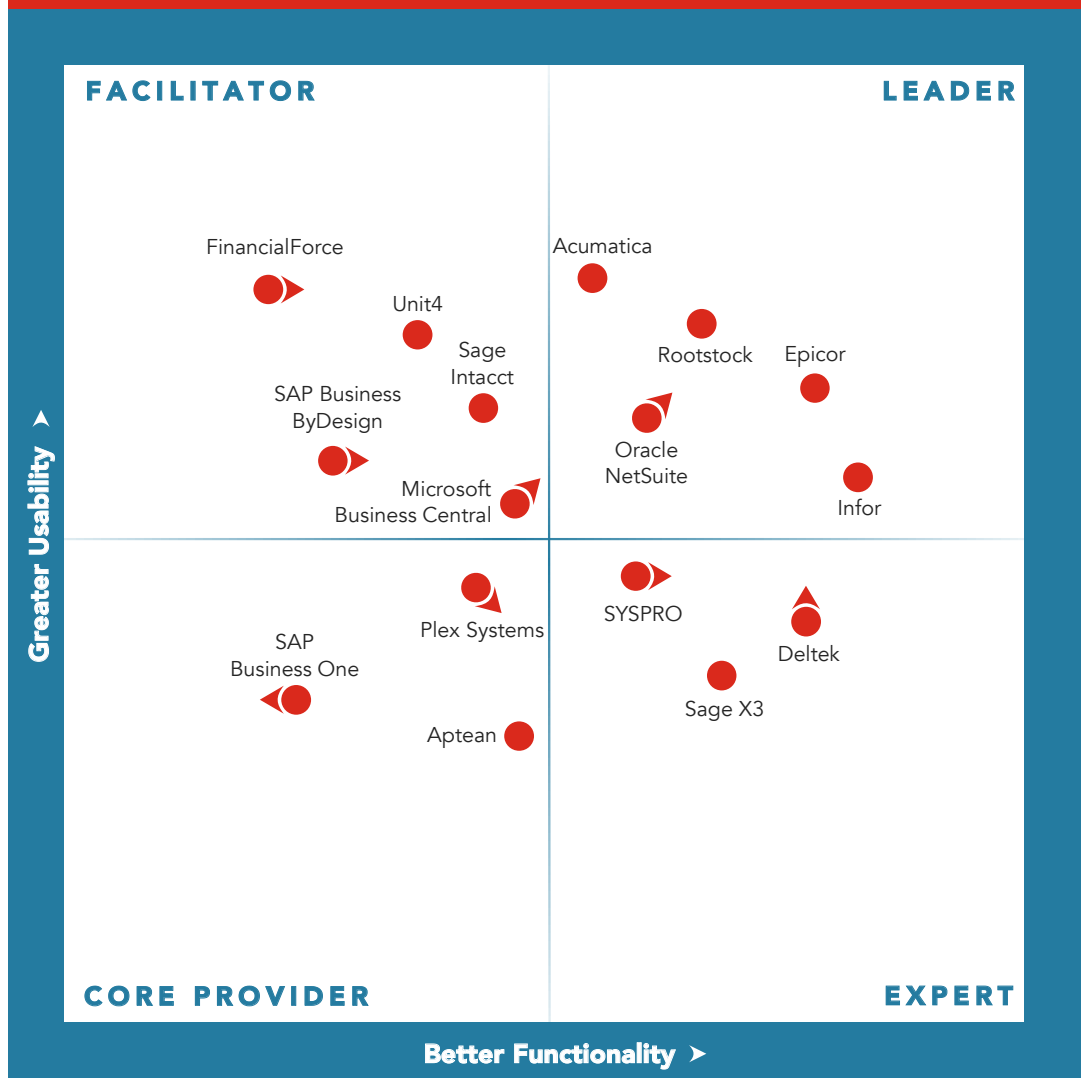 FACILITATOR
LEADER
FinancialForce
Acumatica
Unit4
Sage
Intacct
Rootstock
Epicor
SAP Business
ByDesign
Oracle
NetSuite
Microsoft
Business Central
Infor
Greater Usability
SYSPRO
Plex Systems
Deltek
SAP
Business One
Sage X3
Aptean
CORE PROVIDER
EXPERT
Better Functionality